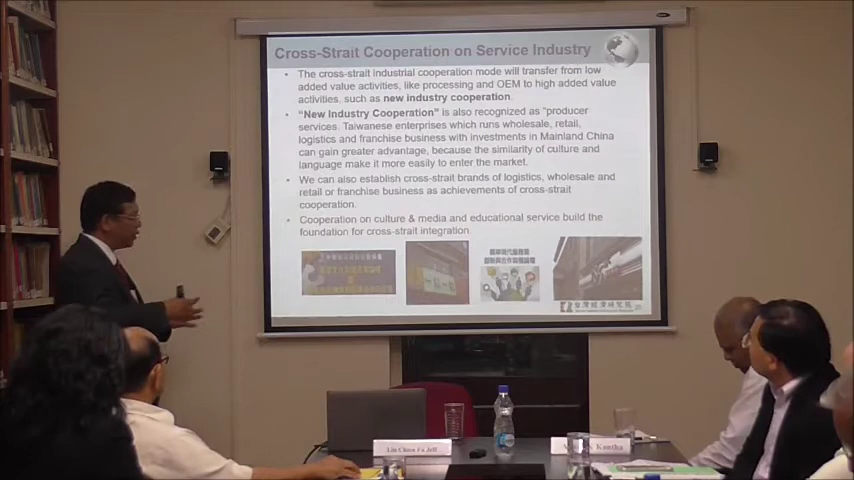 Cross-Strait Cooperation on Service Industry
• The cross-strait industrial cooperation mode will transfer from low
added value activities, like processing and OEM to high added value
activities, such as new industry cooperation.
• "New Industry Cooperation" is also recognized as "producer
services. Taiwanese enterprises which runs wholesale, retail,
logistics and franchise business with investments in Mainland China
can gain greater advantage, because the similarity of culture and
language make it more easily to enter the market.
• We can also establish cross-strait brands of logistics, wholesale and
retail or franchise business as achievements of cross-strait
cooperation.
• Cooperation on culture & media and educational service build the
foundation for cross-strait integration.
台灣經濟研究院
Kantha